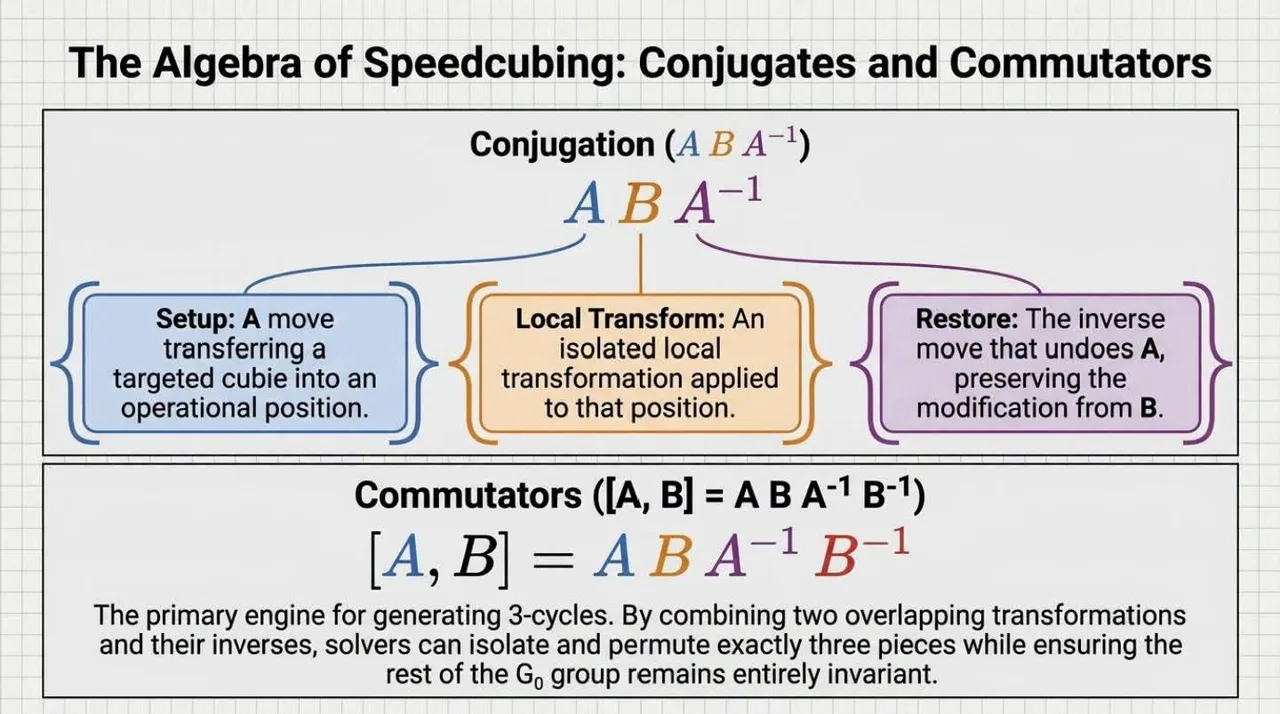 The Algebra of Speedcubing: Conjugates and Commutators
Conjugation (A B A⁻¹)
A B A⁻¹
Setup: A move
transferring a
targeted cubie into an
operational position.
Local Transform: An
isolated local
transformation applied
to that position.
Restore: The inverse
move that undoes A,
preserving the
modification from B.
Commutators ([A, B] = A B A⁻¹ B⁻¹)
[A, B] = A B A⁻¹ B⁻¹
The primary engine for generating 3-cycles. By combining two overlapping transformations
and their inverses, solvers can isolate and permute exactly three pieces while ensuring the
rest of the G₀ group remains entirely invariant.